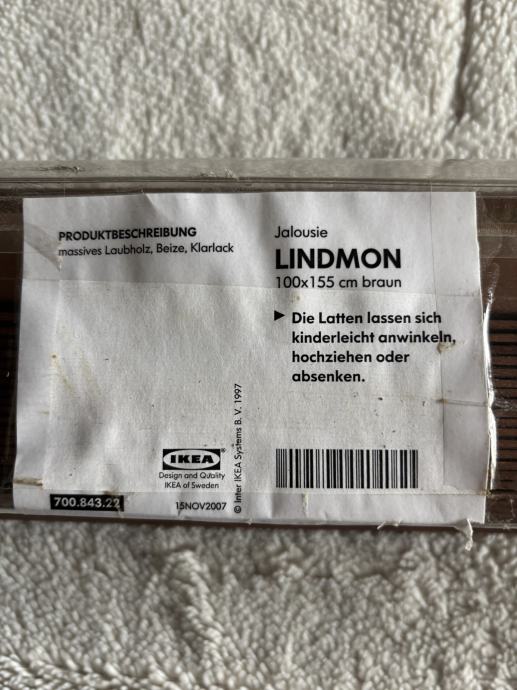 PRODUKTBESCHREIBUNG
massives Laubholz, Beize, Klarlack
Jalousie
LINDMON
100x155 cm braun
► Die Latten lassen sich
kinderleicht anwinkeln,
hochziehen oder
absenken.
IKEA®
Design and Quality
IKEA of Sweden
700.843.22
15NOV2007
© Inter IKEA Systems B. V. 1997